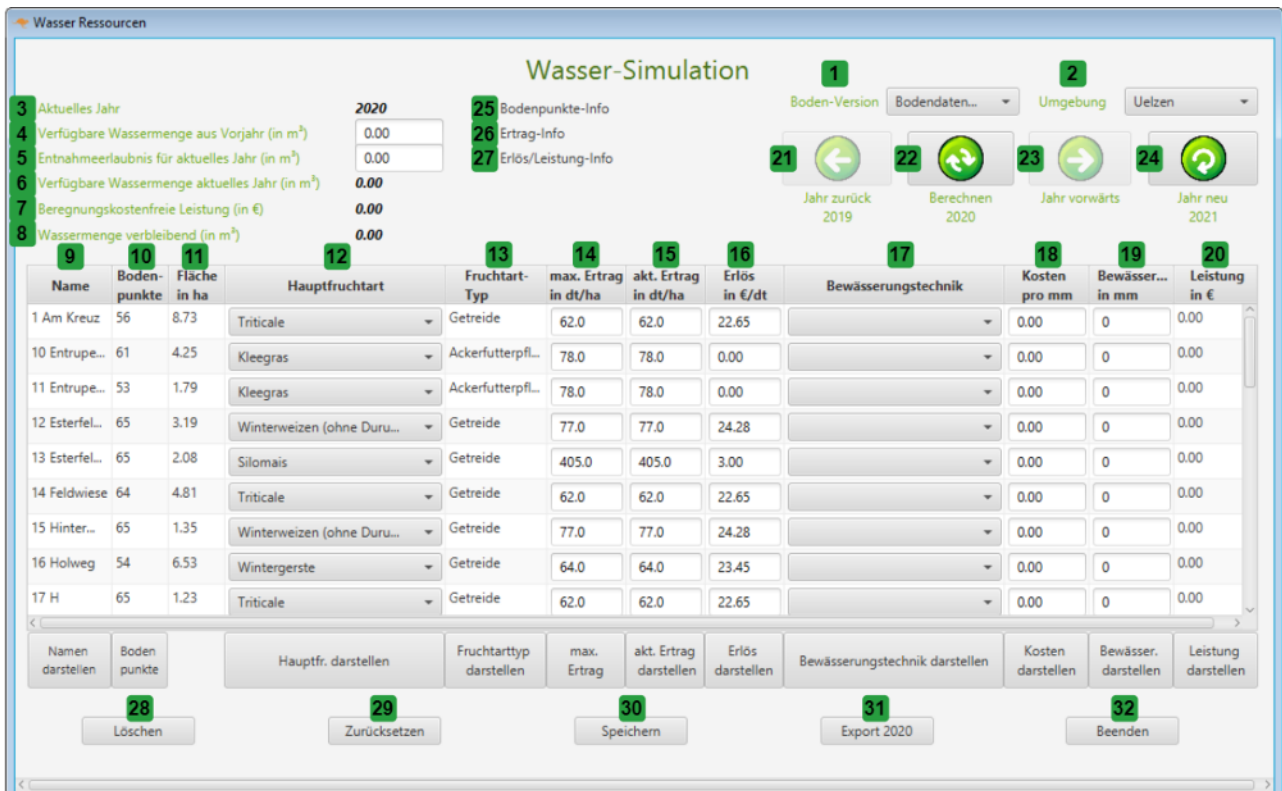 Wasser Ressourcen
Wasser-Simulation
1 2
Boden-Version Bodendaten... Umgebung Uelzen
3 Aktuelles Jahr 2020
4 Verfügbare Wassermenge aus Vorjahr (in m³) 0.00
5 Entnahmeerlaubnis für aktuelles Jahr (in m³) 0.00
6 Verfügbare Wassermenge aktuelles Jahr (in m³) 0.00
7 Beregnungskostenfreie Leistung (in €) 0.00
8 Wassermenge verbleibend (in m³) 0.00
25 Bodenpunkte-Info
26 Ertrag-Info
27 Erlös/Leistung-Info
21 22 23 24
Jahr zurück Berechnen Jahr vorwärts Jahr neu
2019 2020 2021
9 10 11 12 13 14 15 16 17 18 19 20
Name Boden- Fläche Hauptfruchtart Fruchtart- max. Ertrag akt. Ertrag Erlös Bewässerungstechnik Kosten Bewässer... Leistung
punkte in ha Typ in dt/ha in dt/ha in €/dt pro mm in mm in €
1 Am Kreuz 56 8.73 Triticale Getreide 62.0 62.0 22.65 0.00 0 0.00
10 Entrupe... 61 4.25 Kleegras Ackerfutterpfl... 78.0 78.0 0.00 0.00 0 0.00
11 Entrupe... 53 1.79 Kleegras Ackerfutterpfl... 78.0 78.0 0.00 0.00 0 0.00
12 Esterfel... 65 3.19 Winterweizen (ohne Duru... Getreide 77.0 77.0 24.28 0.00 0 0.00
13 Esterfel... 65 2.08 Silomais Getreide 405.0 405.0 3.00 0.00 0 0.00
14 Feldwiese 64 4.81 Triticale Getreide 62.0 62.0 22.65 0.00 0 0.00
15 Hinter... 65 1.35 Winterweizen (ohne Duru... Getreide 77.0 77.0 24.28 0.00 0 0.00
16 Holweg 54 6.53 Wintergerste Getreide 64.0 64.0 23.45 0.00 0 0.00
17 H 65 1.23 Triticale Getreide 62.0 62.0 22.65 0.00 0 0.00
Namen Boden Hauptfr. darstellen Fruchtarttyp max. akt. Ertrag Erlös Bewässerungstechnik darstellen Kosten Bewässer. Leistung
darstellen punkte darstellen Ertrag darstellen darstellen darstellen darstellen darstellen
28 29 30 31 32
Löschen Zurücksetzen Speichern Export 2020 Beenden